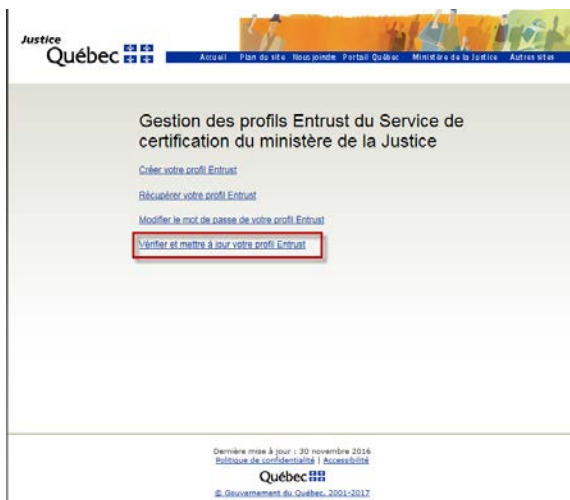 Justice
Québec
Accueil Plan du site Nous joindre Portail Québec Ministère de la Justice Autres sites
Gestion des profils Entrust du Service de
certification du ministère de la Justice
Créer votre profil Entrust
Récupérer votre profil Entrust
Modifier le mot de passe de votre profil Entrust
Vérifier et mettre à jour votre profil Entrust
Dernière mise à jour : 30 novembre 2016
Politique de confidentialité | Accessibilité
Québec
© Gouvernement du Québec, 2001-2017